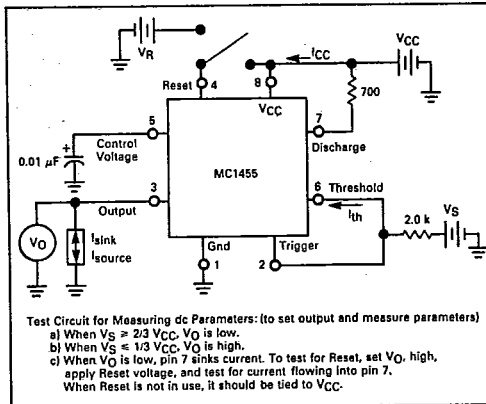 VR
ICC
VCC
Reset 4
8
VCC
700
5
Control
Voltage
0.01 μF
+
7
Discharge
MC1455
3
Output
6 Threshold
Ith
VO
Isink
Isource
2.0 k
VS
Gnd
1
Trigger
2
Test Circuit for Measuring dc Parameters: (to set output and measure parameters)
a) When VS ≥ 2/3 VCC, VO is low.
b) When VS ≤ 1/3 VCC, VO is high.
c) When VO is low, pin 7 sinks current. To test for Reset, set VO, high,
apply Reset voltage, and test for current flowing into pin 7.
When Reset is not in use, it should be tied to VCC.